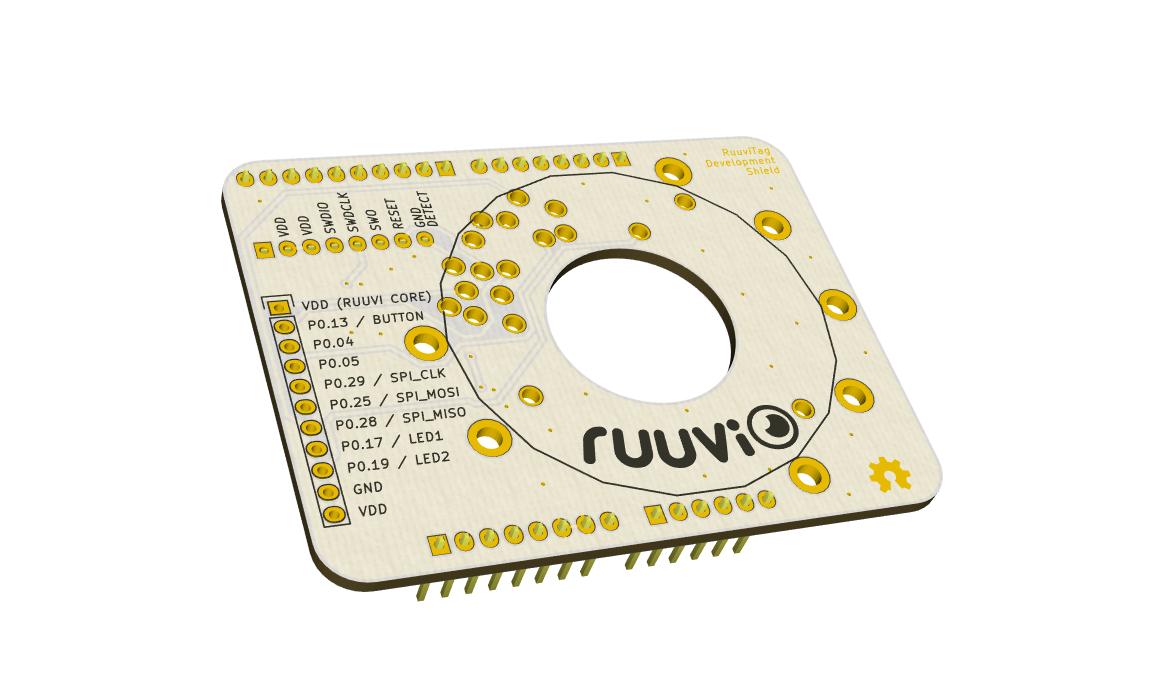 RuuviTag
Development
Shield
VDD
VDD
SWDIO
SWDCLK
SWO
RESET
GND
DETECT
VDD (RUUVI CORE)
P0.13 / BUTTON
P0.04
P0.05
P0.29 / SPI_CLK
P0.25 / SPI_MOSI
P0.28 / SPI_MISO
P0.17 / LED1
P0.19 / LED2
GND
VDD
ruuvi